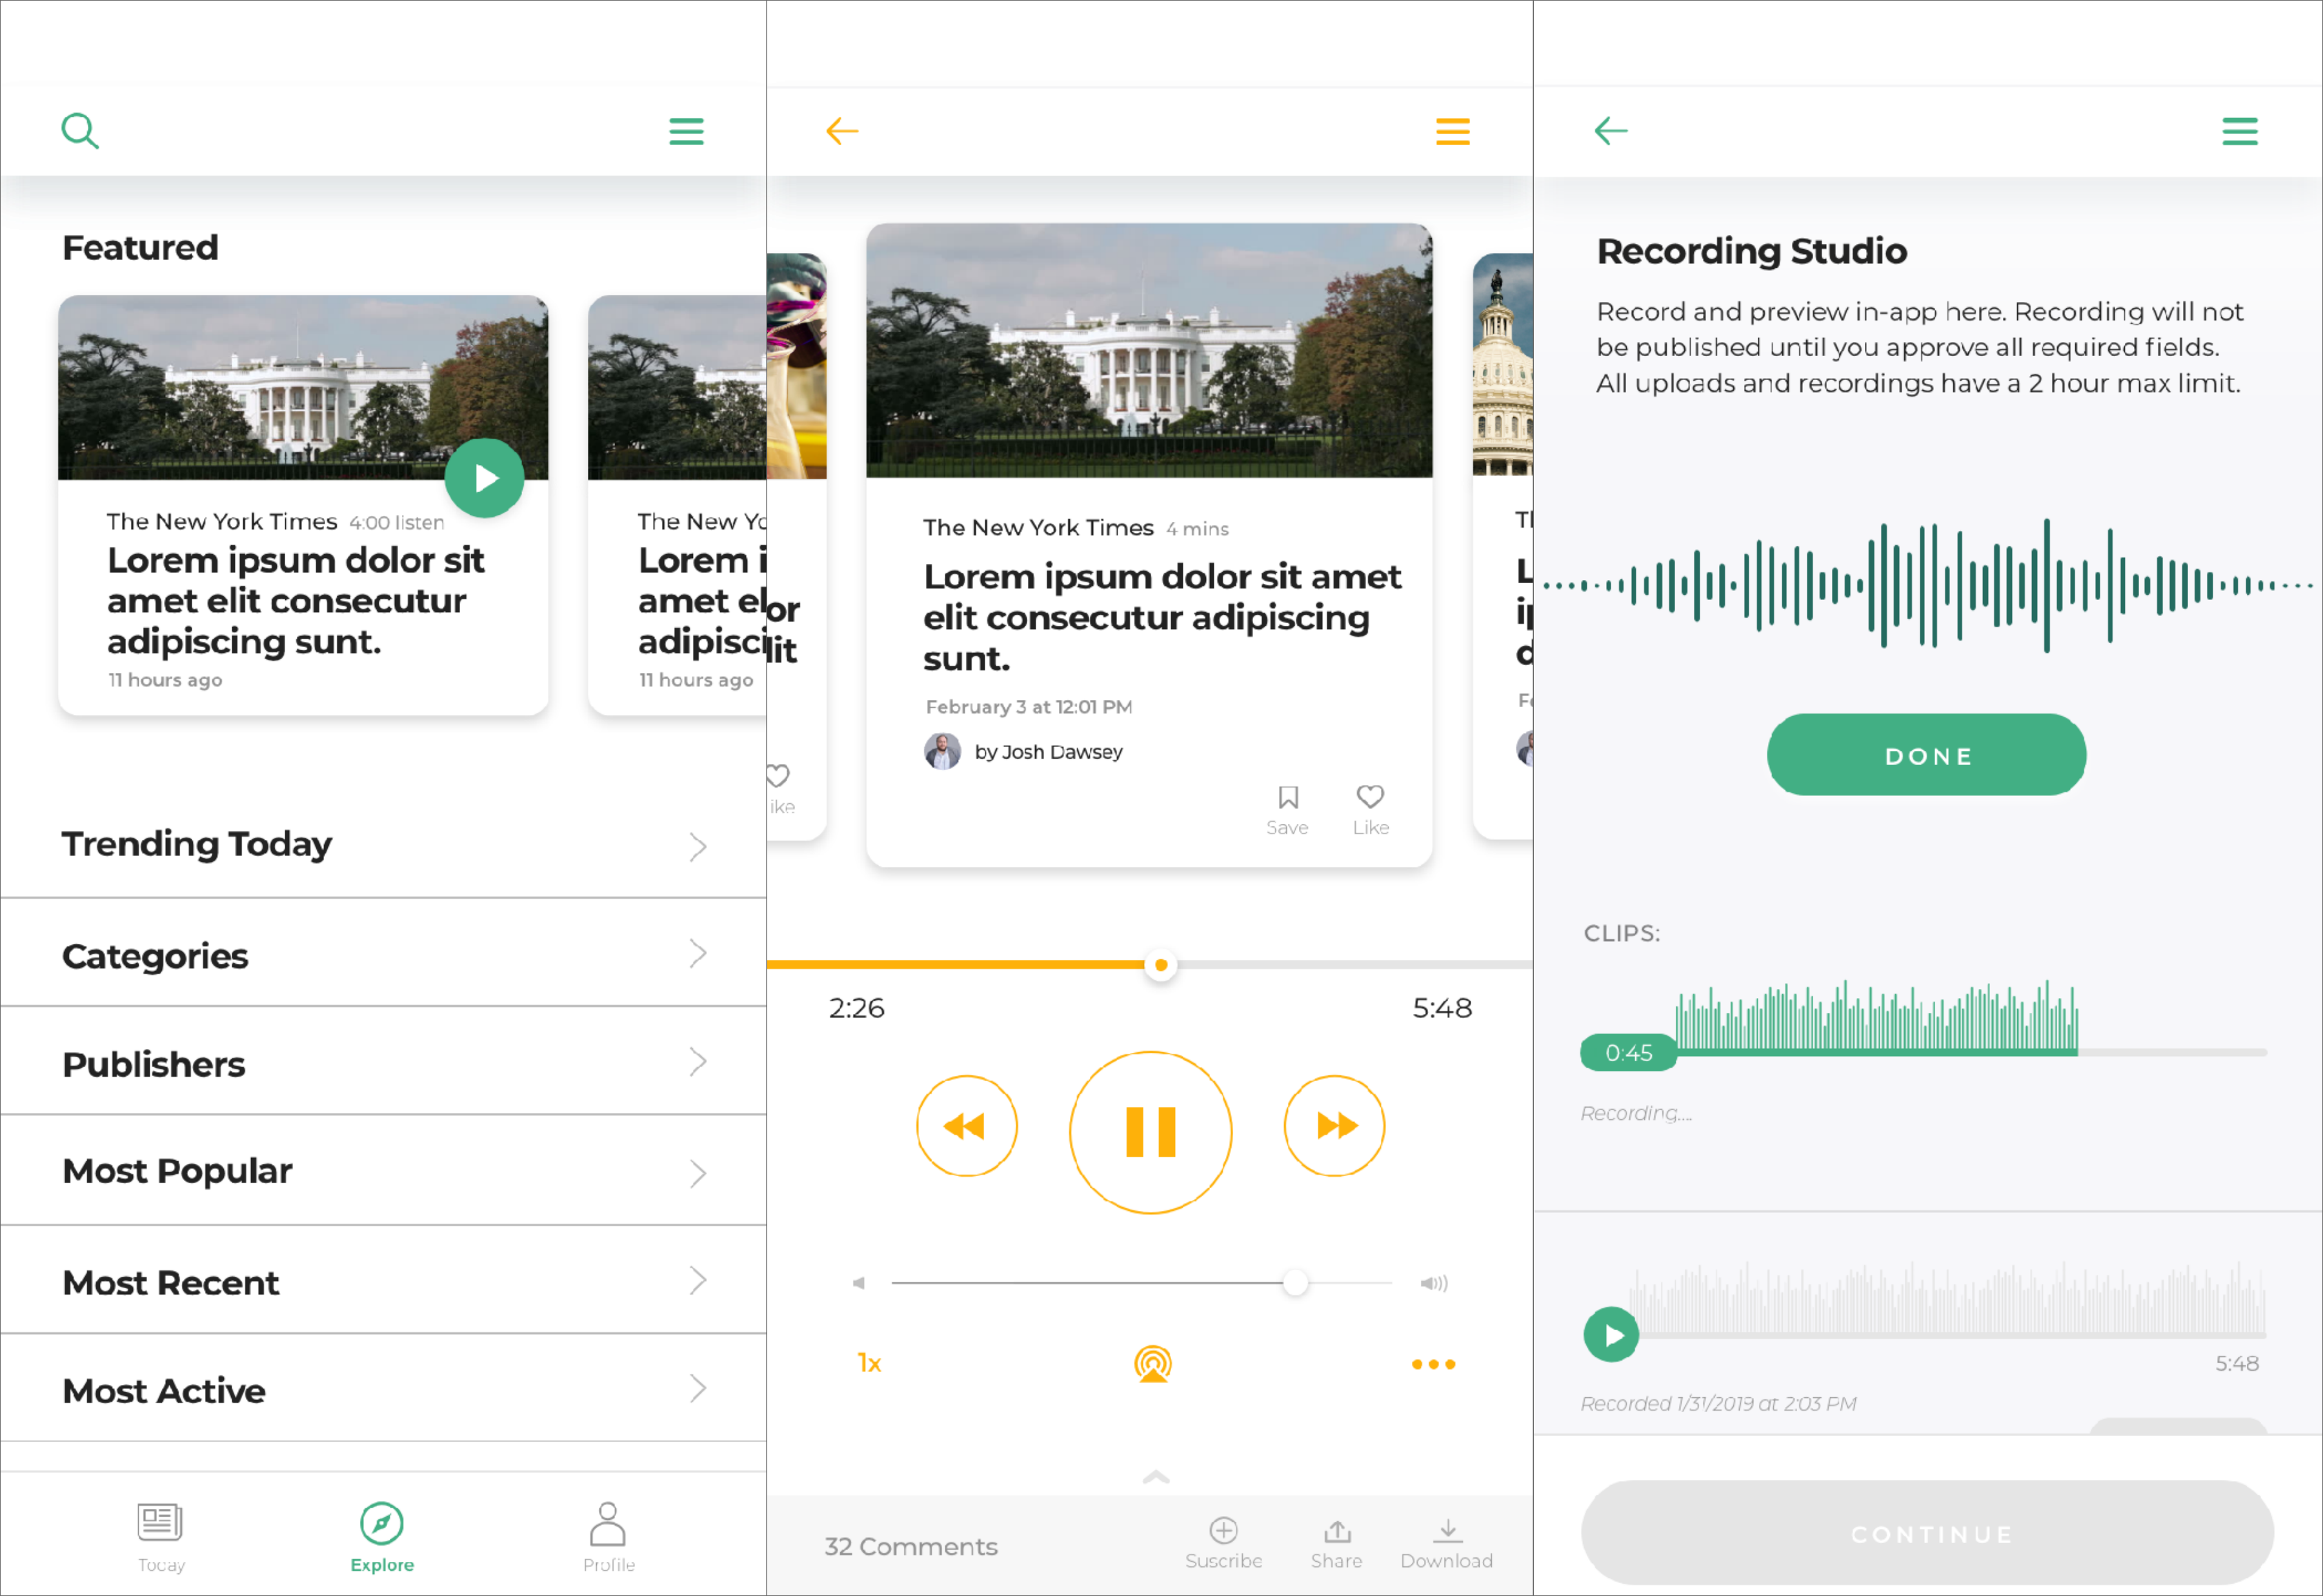 Featured
The New York Times 4:00 listen
Lorem ipsum dolor sit
amet elit consecutur
adipiscing sunt.
11 hours ago
The New Yo
Lorem i
amet el
adipisci
11 hours ago
Trending Today
Categories
Publishers
Most Popular
Most Recent
Most Active
Today
Explore
Profile
or
lit
ike
The New York Times 4 mins
Lorem ipsum dolor sit amet
elit consecutur adipiscing
sunt.
February 3 at 12:01 PM
by Josh Dawsey
Save
Like
2:26
5:48
1x
32 Comments
Suscribe
Share
Download
Recording Studio
Record and preview in-app here. Recording will not
be published until you approve all required fields.
All uploads and recordings have a 2 hour max limit.
DONE
CLIPS:
0:45
Recording....
5:48
Recorded 1/31/2019 at 2:03 PM
CONTINUE